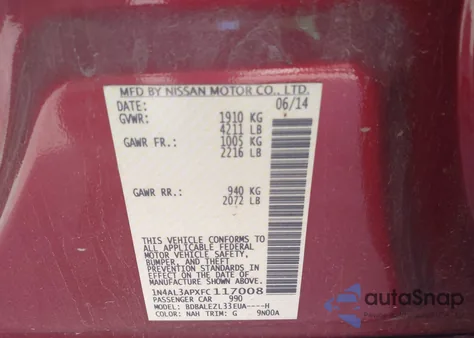 MFD BY NISSAN MOTOR CO., LTD.
DATE: 06/14
GVWR: 1910 KG
4211 LB
GAWR FR.: 1005 KG
2216 LB
GAWR RR.: 940 KG
2072 LB
THIS VEHICLE CONFORMS TO
ALL APPLICABLE FEDERAL
MOTOR VEHICLE SAFETY,
BUMPER, AND THEFT
PREVENTION STANDARDS IN
EFFECT ON THE DATE OF
MANUFACTURE SHOWN ABOVE.
1N4AL3APXFC117008
PASSENGER CAR 990
MODEL: BDBALEZL33EUA----H
COLOR: NAH TRIM: G 9N00A
autoSnap